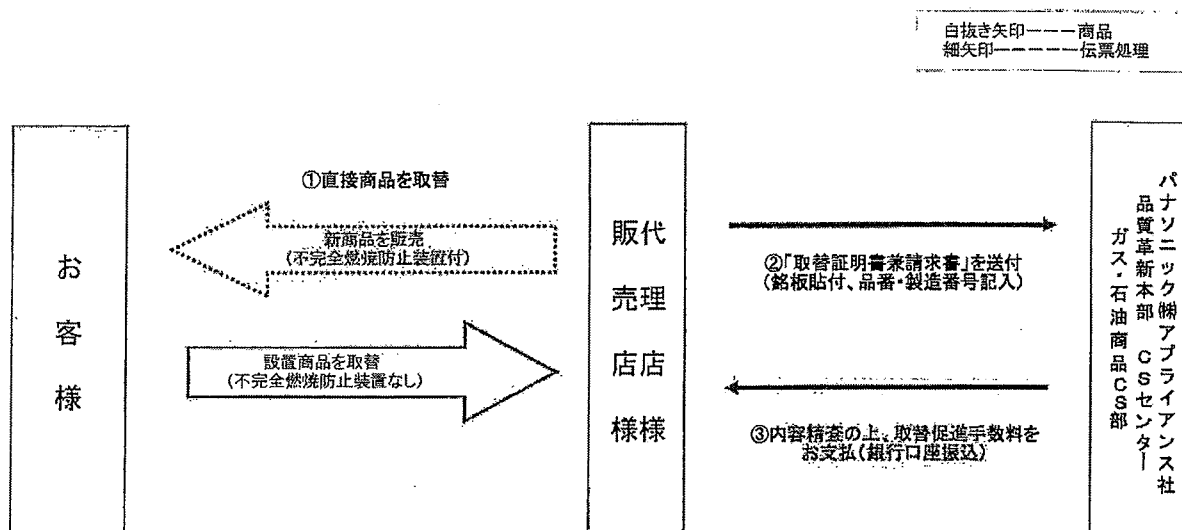 白抜き矢印――――商品
細矢印――――――伝票処理
お客様
①直接商品を取替
新商品を販売
(不完全燃焼防止装置付)
設置商品を取替
(不完全燃焼防止装置なし)
代理店様
販売店様
②「取替証明書兼請求書」を送付
(銘板貼付、品番・製造番号記入)
③内容精査の上、取替促進手数料を
お支払(銀行口座振込)
パナソニック㈱アプライアンス社
品質革新本部 CSセンター
ガス・石油商品CS部